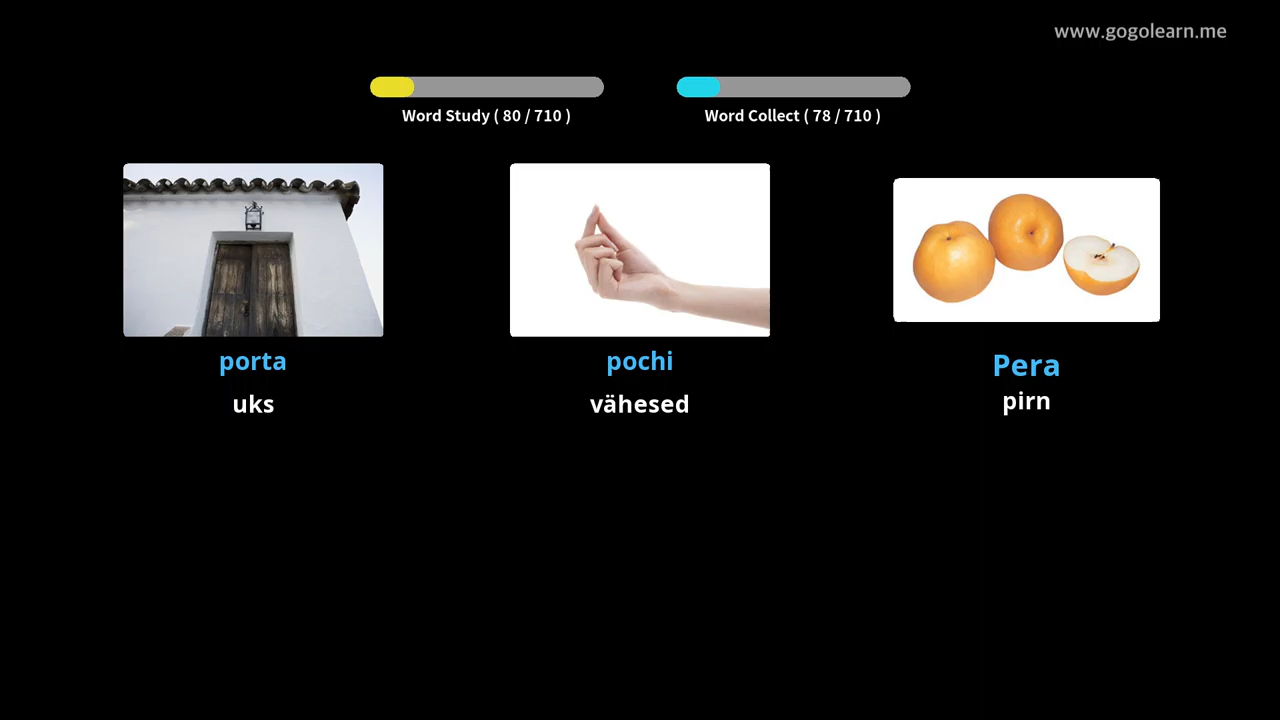 www.gogolearn.me
Word Study ( 80 / 710 )
Word Collect ( 78 / 710 )
porta
uks
pochi
vähesed
Pera
pirn